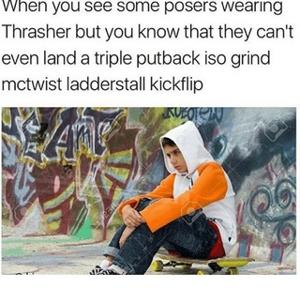 When you see some posers wearing
Thrasher but you know that they can't
even land a triple putback iso grind
mctwist ladderstall kickflip